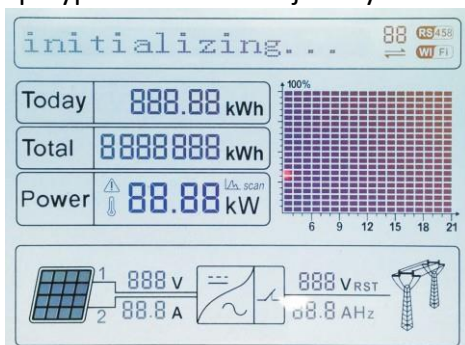 initializing... 88 RS458
WIFI
Today 888.88 kWh
Total 8888888 kWh
Power 88.88 kW scan
100%
6 9 12 15 18 21
1 888 V 888 VRST
2 88.8 A 88.8 AHz